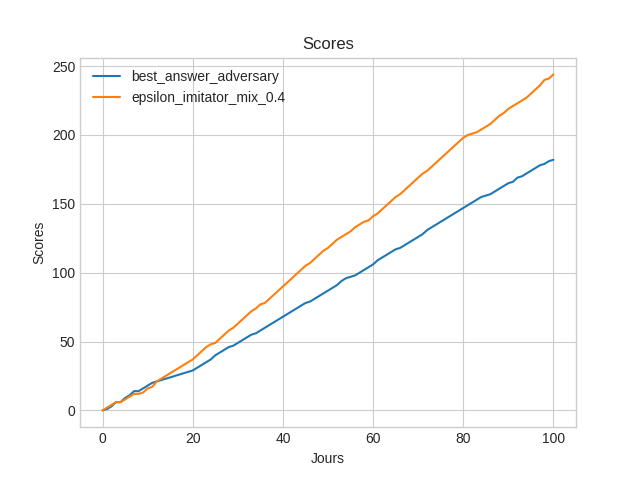 Scores
best_answer_adversary
epsilon_imitator_mix_0.4
250
200
150
100
50
0
Scores
0 20 40 60 80 100
Jours